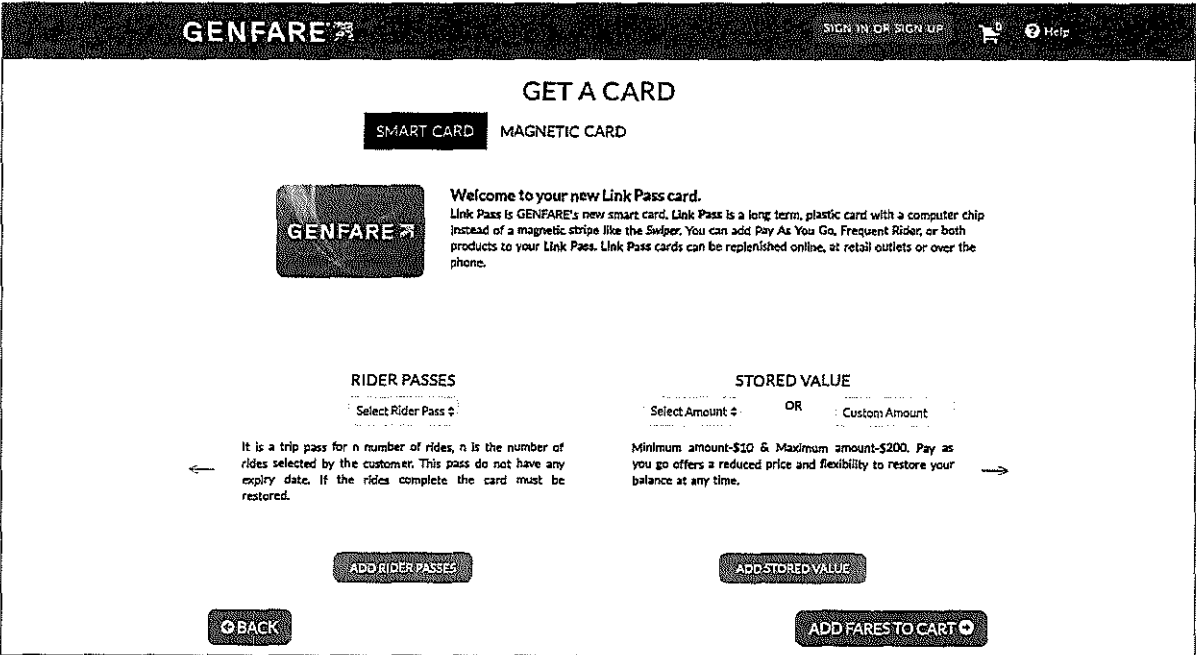 GENFARE
SIGN IN OR SIGN UP
0
Help
GET A CARD
SMART CARD MAGNETIC CARD
GENFARE
Welcome to your new Link Pass card.
Link Pass is GENFARE's new smart card. Link Pass is a long term, plastic card with a computer chip
instead of a magnetic stripe like the Swiper. You can add Pay As You Go, Frequent Rider, or both
products to your Link Pass. Link Pass cards can be replenished online, at retail outlets or over the
phone.
RIDER PASSES
Select Rider Pass
It is a trip pass for n number of rides, n is the number of
rides selected by the customer. This pass do not have any
expiry date. If the rides complete the card must be
restored.
ADD RIDER PASSES
STORED VALUE
Select Amount OR Custom Amount
Minimum amount-$10 & Maximum amount-$200. Pay as
you go offers a reduced price and flexibility to restore your
balance at any time.
ADD STORED VALUE
BACK
ADD FARES TO CART